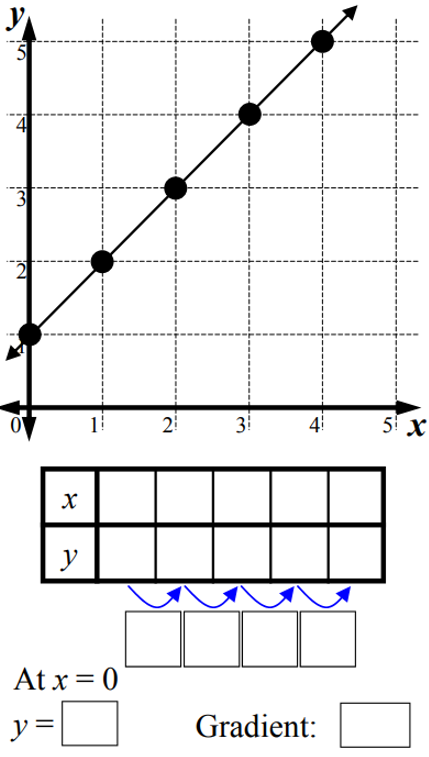 y
5
4
3
2
1
0 1 2 3 4 5 x
x
y
At x = 0
y =
Gradient: